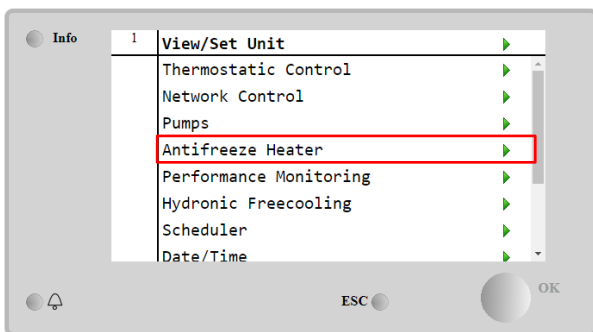 Info
1 View/Set Unit
Thermostatic Control
Network Control
Pumps
Antifreeze Heater
Performance Monitoring
Hydronic Freecooling
Scheduler
Date/Time
ESC
OK